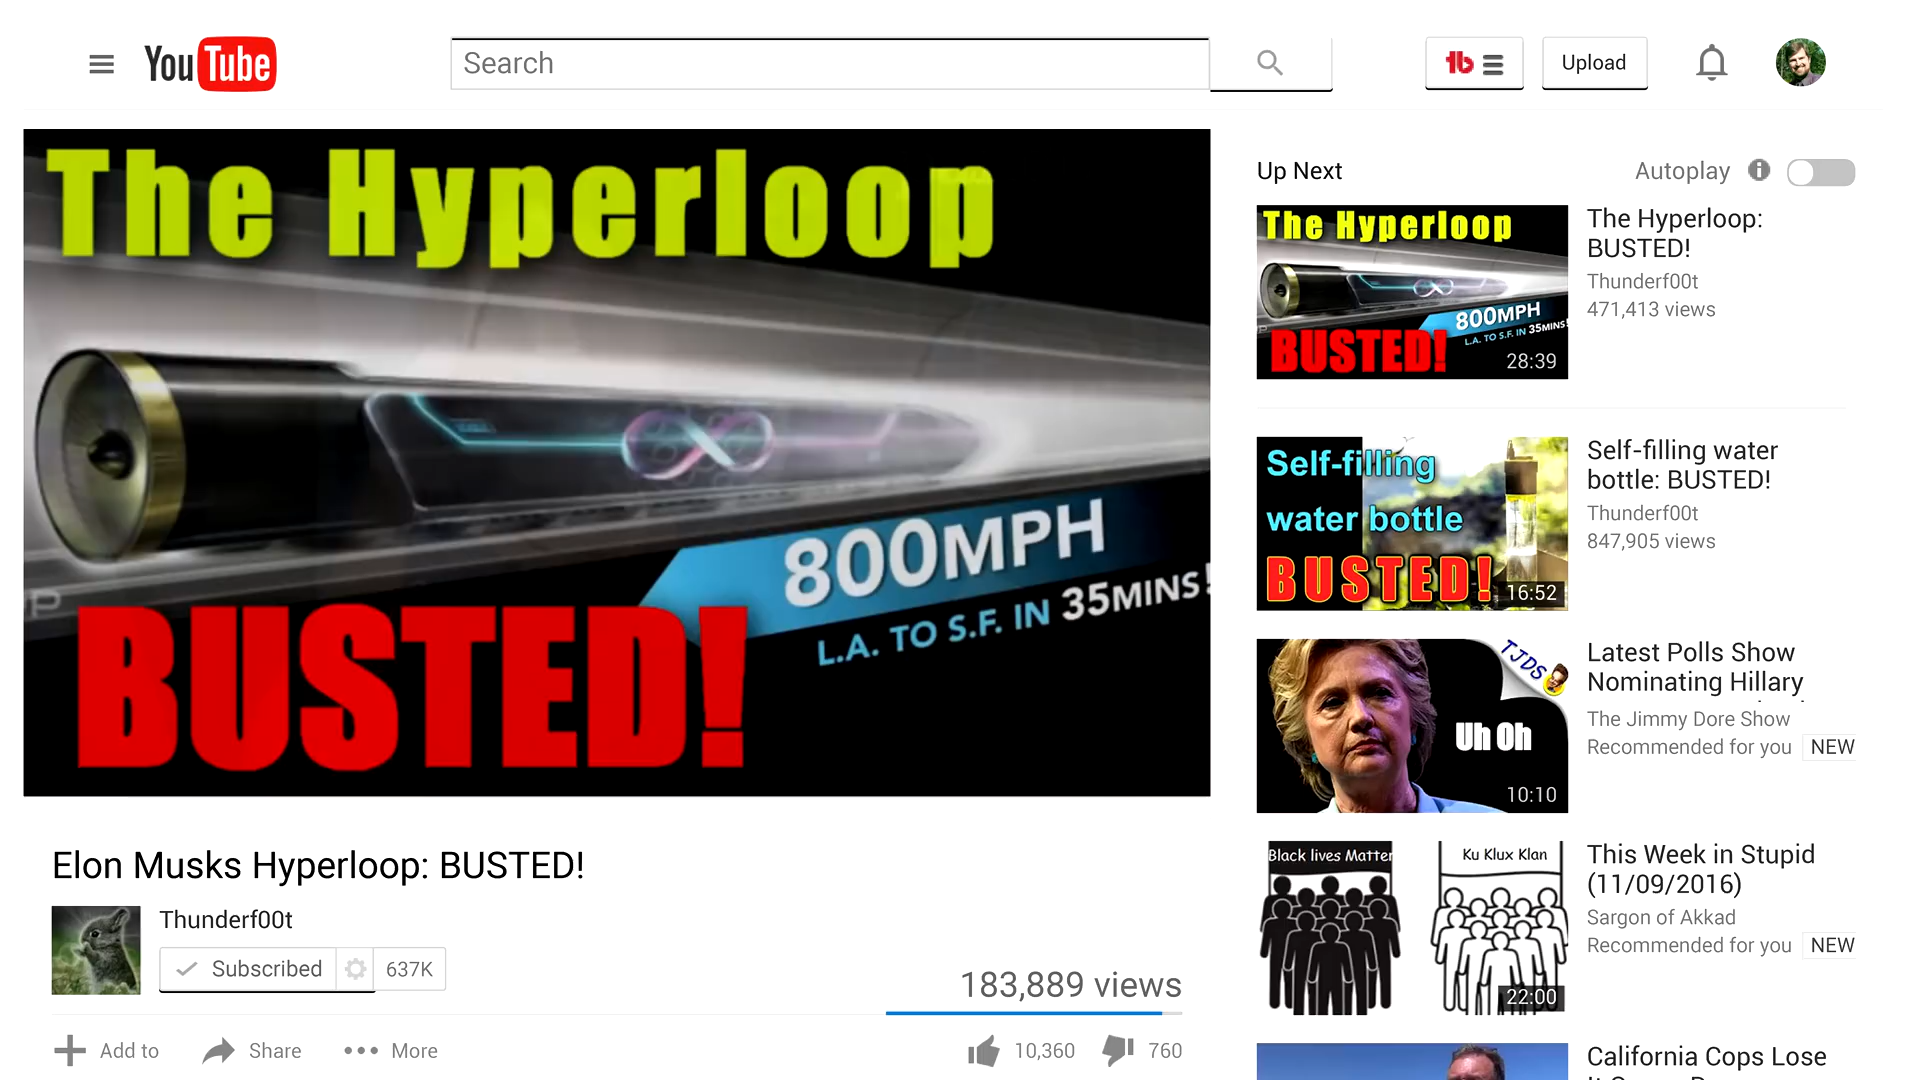 YouTube
Search
Upload
The Hyperloop
800MPH
L.A. TO S.F. IN 35MINS!
BUSTED!
Elon Musks Hyperloop: BUSTED!
Thunderf00t
Subscribed
637K
183,889 views
Add to
Share
More
10,360
760
Up Next
Autoplay
The Hyperloop
800MPH
L.A. TO S.F. IN 35MINS!
BUSTED!
28:39
The Hyperloop:
BUSTED!
Thunderf00t
471,413 views
Self-filling
water bottle
BUSTED!
16:52
Self-filling water
bottle: BUSTED!
Thunderf00t
847,905 views
TJDS
Uh Oh
10:10
Latest Polls Show
Nominating Hillary
The Jimmy Dore Show
Recommended for you
NEW
Black lives Matter
Ku Klux Klan
22:00
This Week in Stupid
(11/09/2016)
Sargon of Akkad
Recommended for you
NEW
California Cops Lose